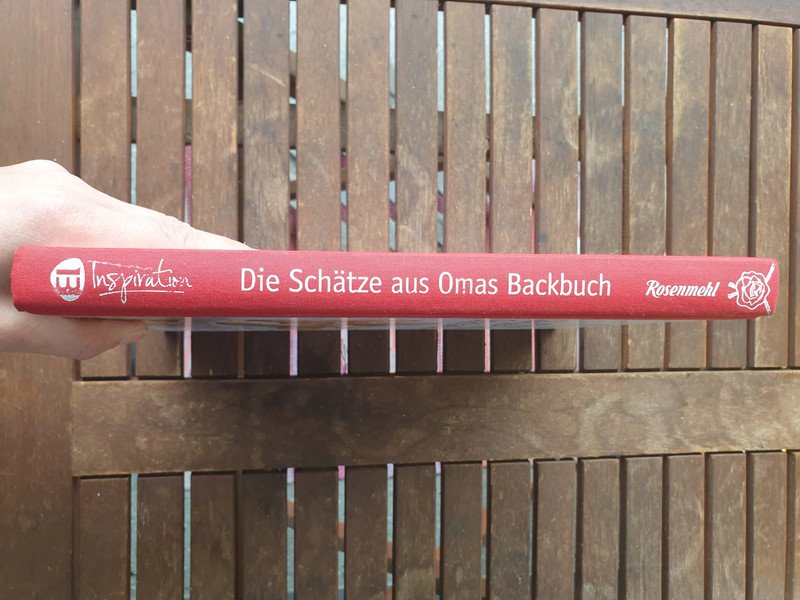 Inspiration
Die Schätze aus Omas Backbuch
Rosenmehl